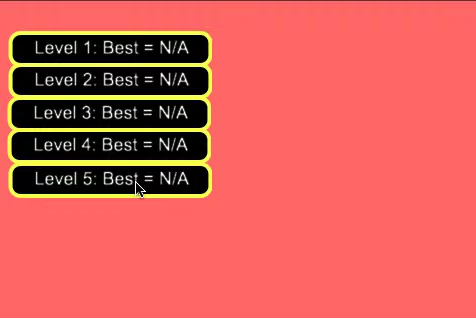 Level 1: Best = N/A
Level 2: Best = N/A
Level 3: Best = N/A
Level 4: Best = N/A
Level 5: Best = N/A